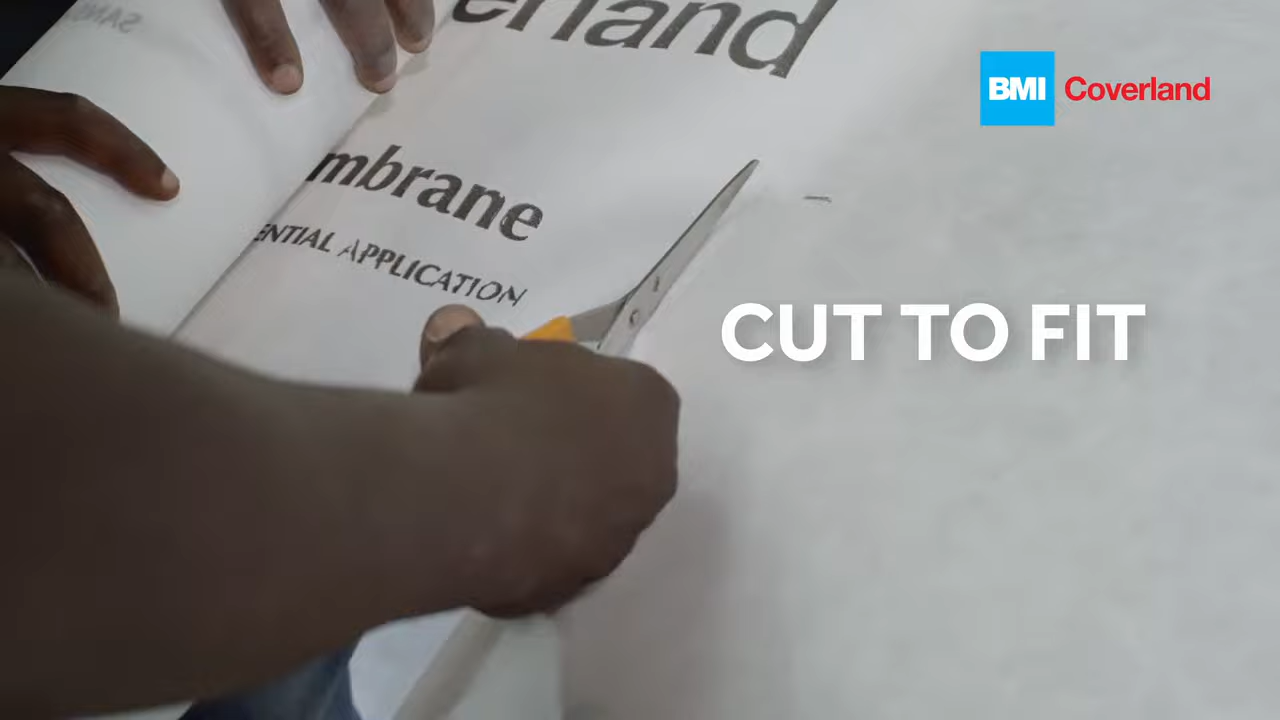 erland
BMI Coverland
mbrane
ENTIAL APPLICATION
CUT TO FIT